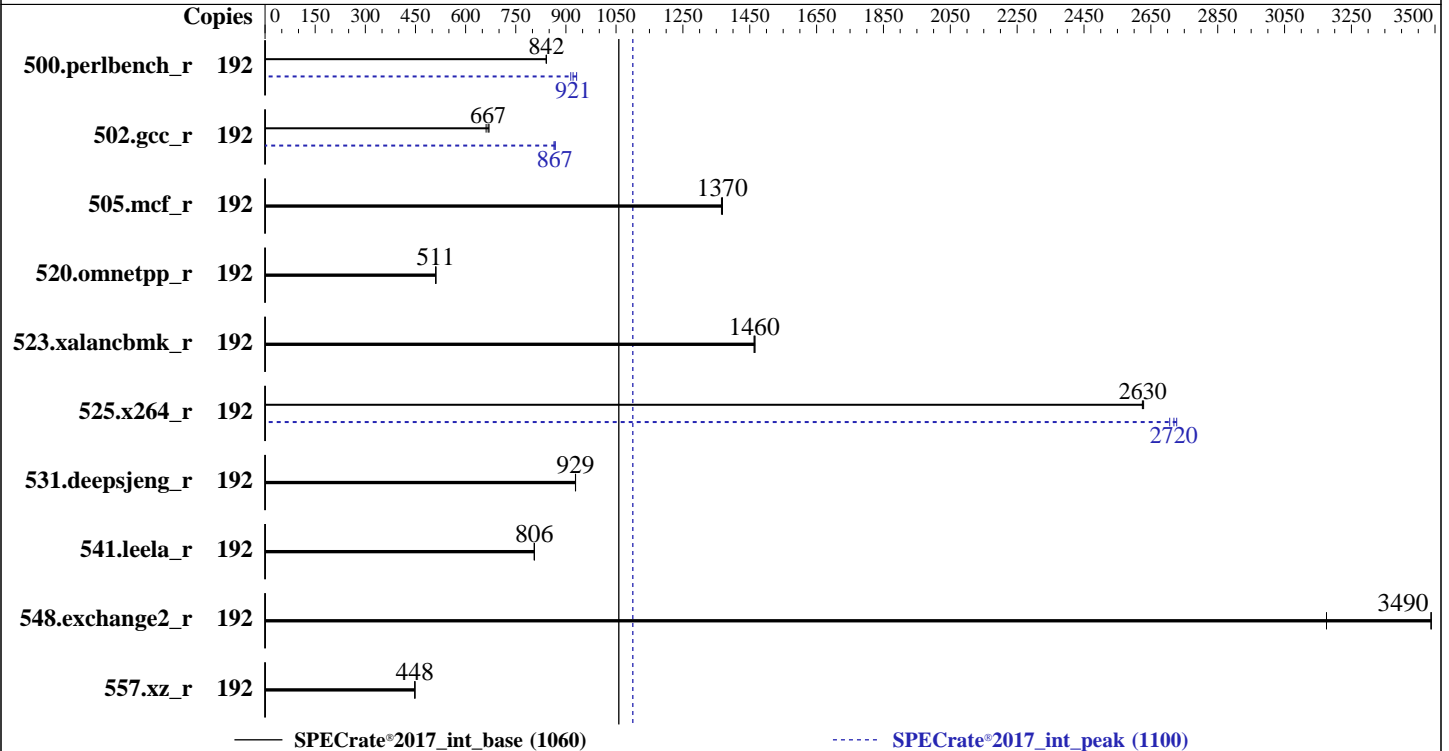 Copies 0 150 300 450 600 750 900 1050 1250 1450 1650 1850 2050 2250 2450 2650 2850 3050 3250 3500
842
500.perlbench_r 192
921
667
502.gcc_r 192
867
1370
505.mcf_r 192
511
520.omnetpp_r 192
1460
523.xalancbmk_r 192
2630
525.x264_r 192
2720
929
531.deepsjeng_r 192
806
541.leela_r 192
3490
548.exchange2_r 192
448
557.xz_r 192
SPECrate®2017_int_base (1060) SPECrate®2017_int_peak (1100)